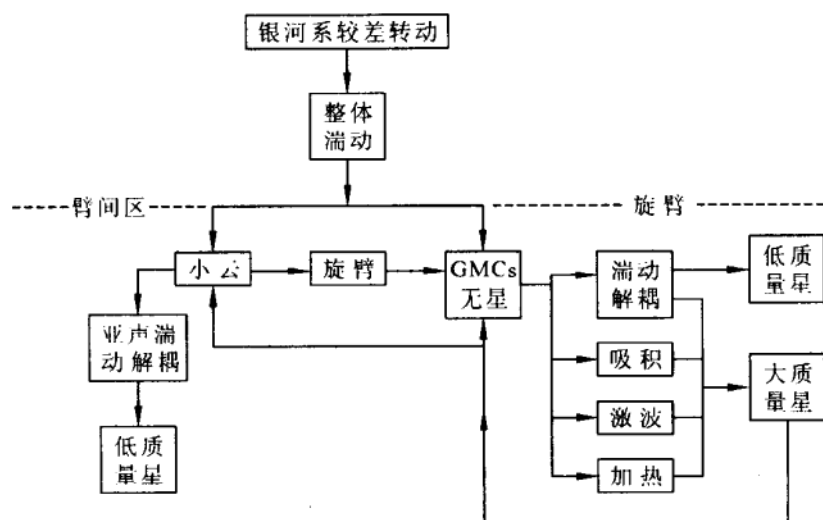 银河系较差转动
整体
湍动
臂间区
旋臂
小云
旋臂
GMCs
无星
湍动
解耦
低质
量星
亚声湍
动解耦
吸积
大质
量星
激波
低质
量星
加热